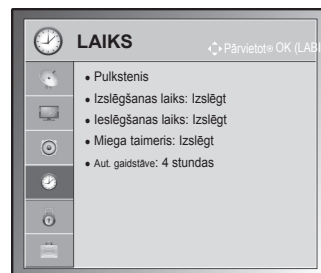 LAIKS
Pārvietot OK (LAB
• Pulkstenis
• Izslēgšanas laiks: Izslēgt
• Ieslēgšanas laiks: Izslēgt
• Miega taimeris: Izslēgt
• Aut. gaidstāve: 4 stundas